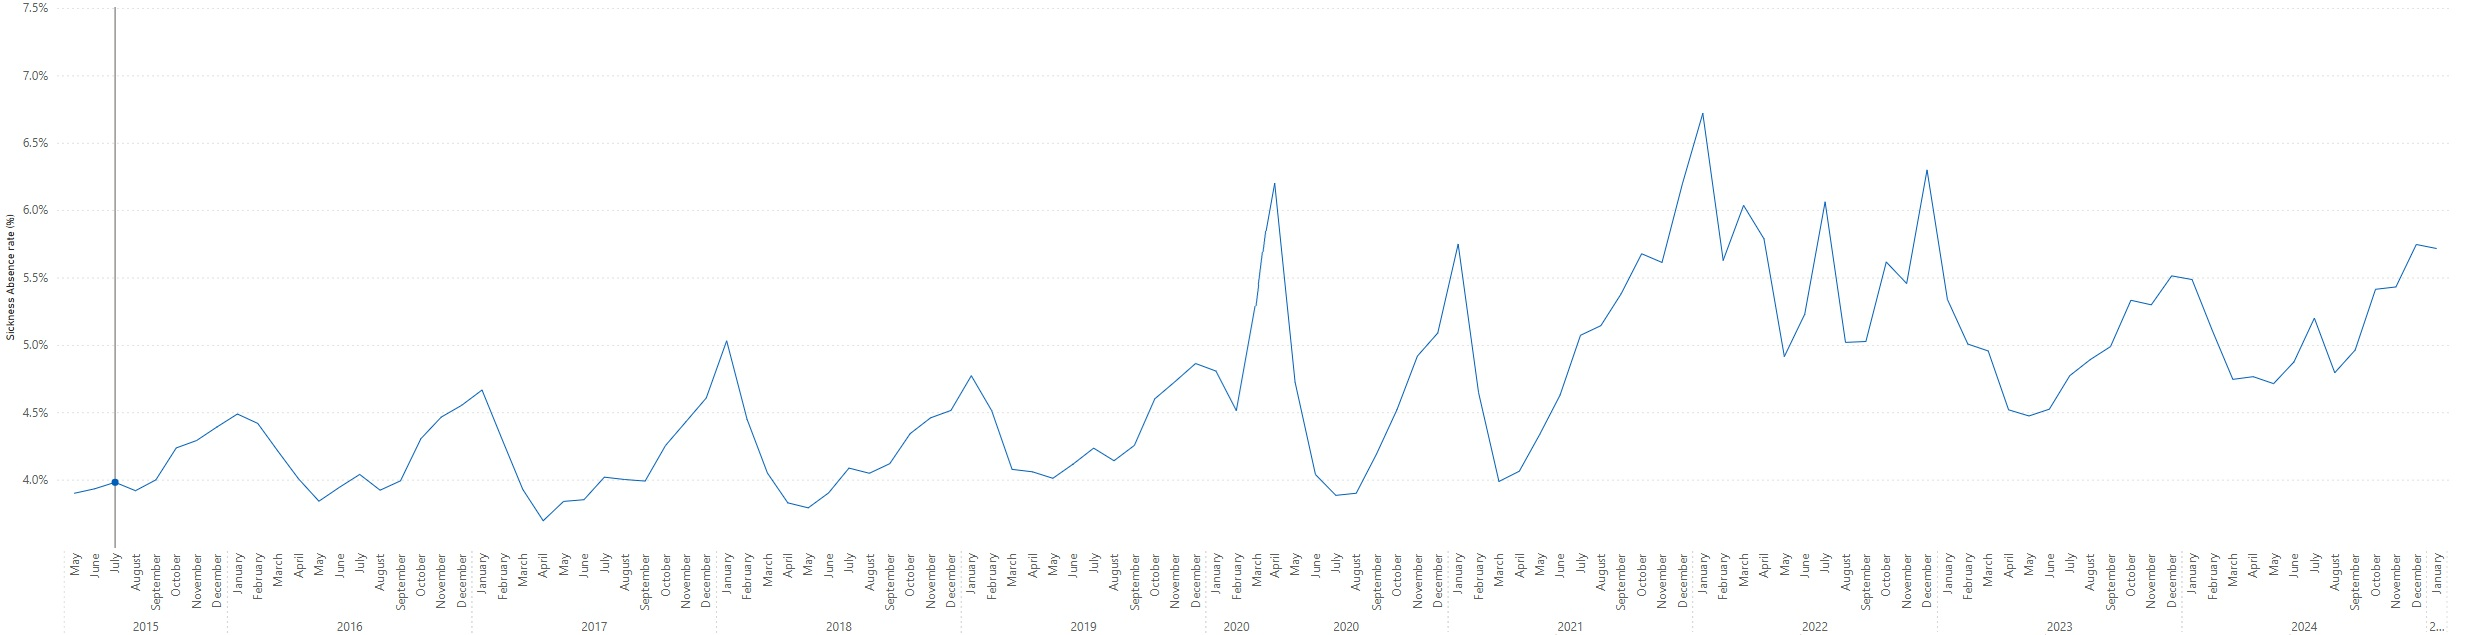 7.5%
7.0%
6.5%
6.0%
5.5%
5.0%
4.5%
4.0%
Sickness Absence rate (%)
May June July August September October November December January February March April May June July August September October November December January February March April May June July August September October November December January February March April May June July August September October November December January February March April May June July August September October November December January February March April May June July August September October November December January February March April May June July August September October November December January February March April May June July August September October November December January February March April May June July August September October November December January February March April May June July August September October November December January
2015 2016 2017 2018 2019 2020 2020 2021 2022 2023 2024 2...